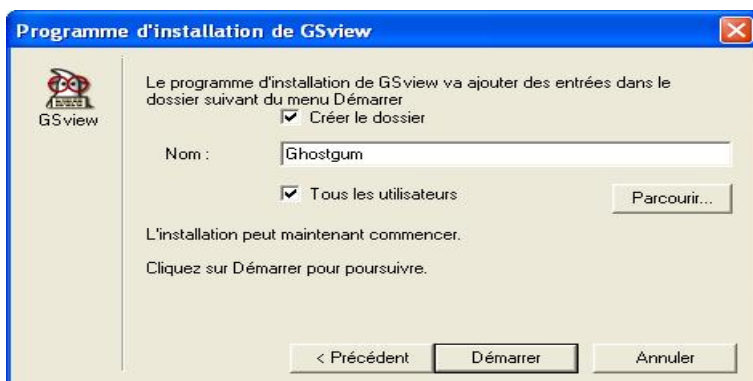 Programme d'installation de GSview
GSview
Le programme d'installation de GSview va ajouter des entrées dans le
dossier suivant du menu Démarrer
Créer le dossier
Nom :
Ghostgum
Tous les utilisateurs
Parcourir...
L'installation peut maintenant commencer.
Cliquez sur Démarrer pour poursuivre.
< Précédent
Démarrer
Annuler